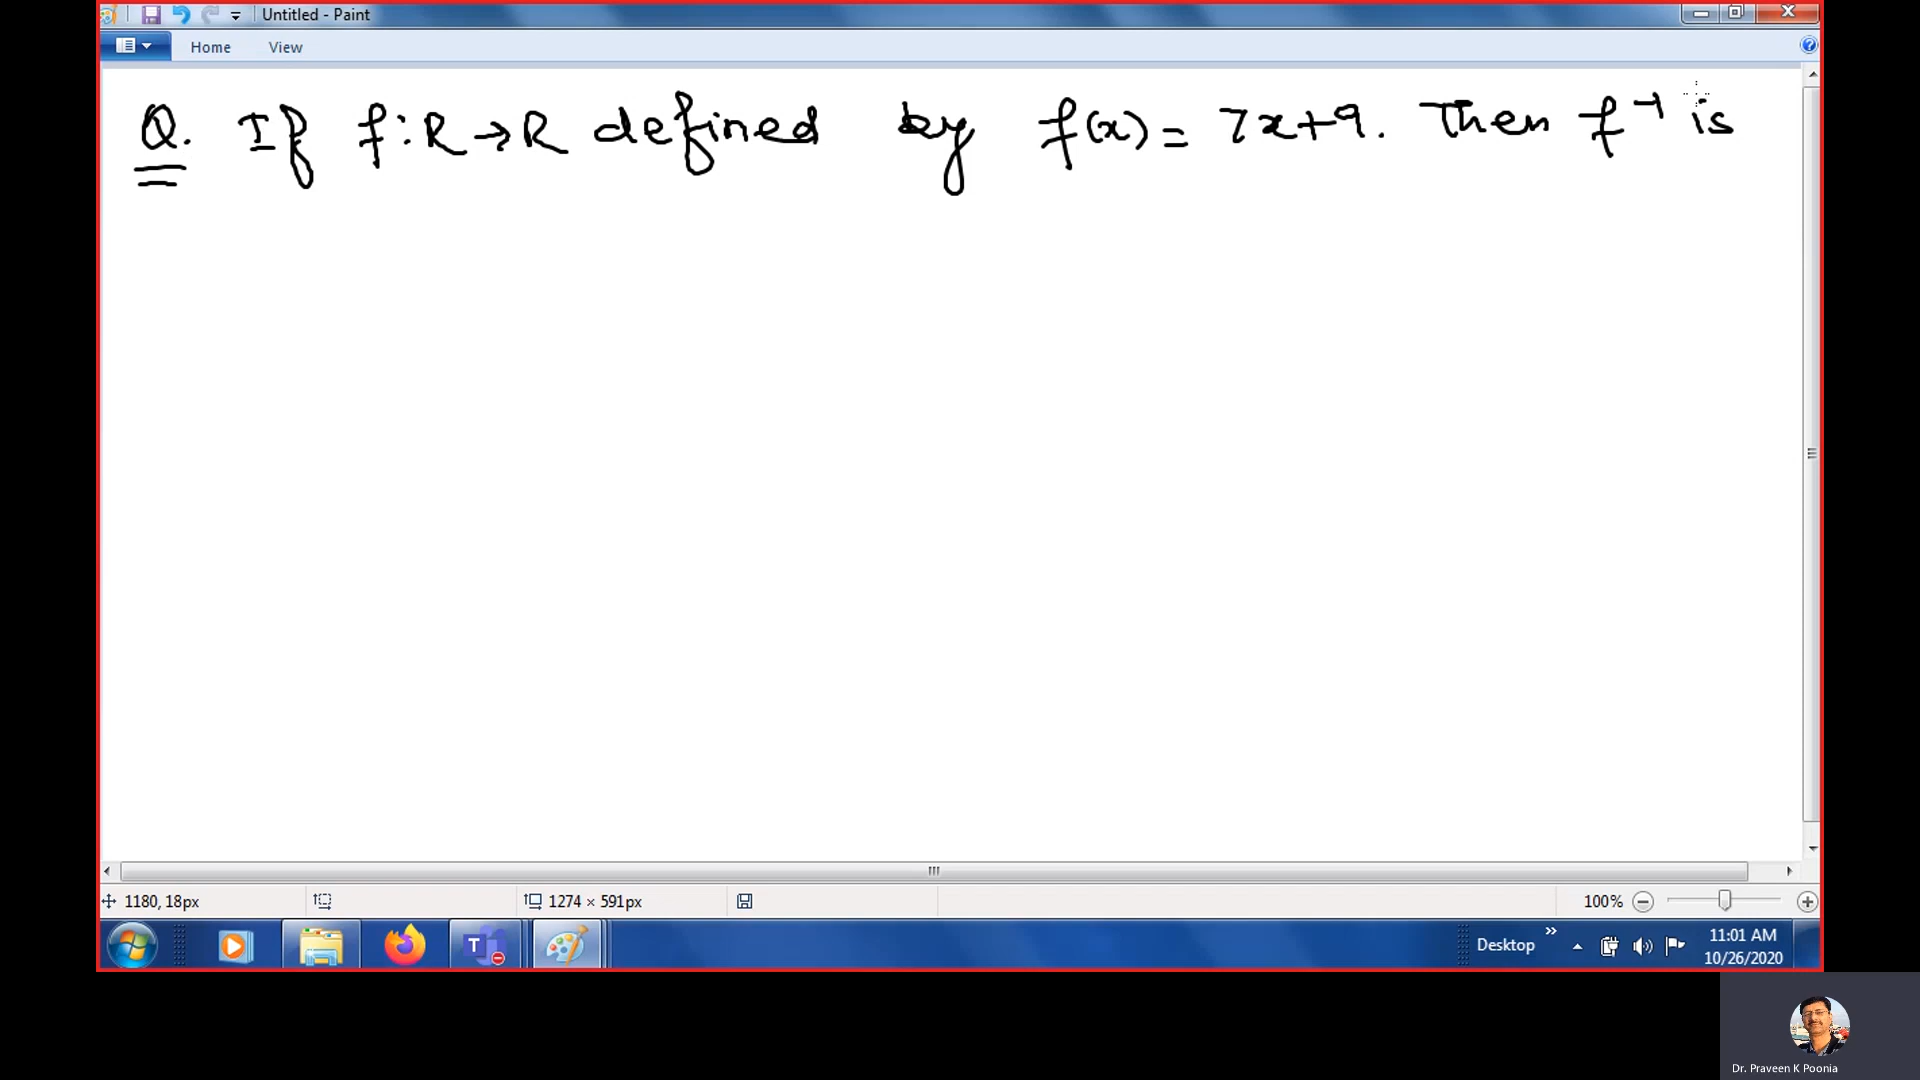 Untitled - Paint
Home View
Q. If f: R → R defined by f(x) = 7x+9. Then f⁻¹ is
1180, 18px 1274 × 591px 100%
Desktop 11:01 AM
10/26/2020
Dr. Praveen K Poonia